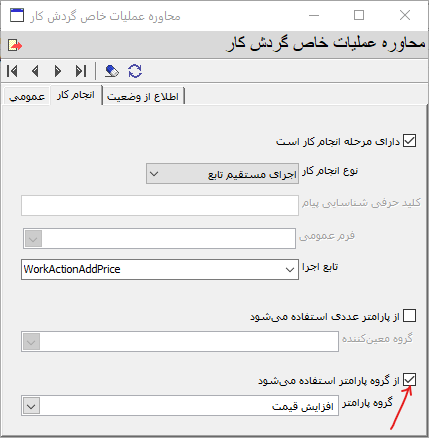 محاوره عملیات خاص گردش کار
محاوره عملیات خاص گردش کار
عمومی
انجام کار
اطلاع از وضعیت
دارای مرحله انجام کار است
نوع انجام کار
اجرای مستقیم تابع
کلید حرفی شناسایی پیام
فرم عمومی
تابع اجرا
WorkActionAddPrice
از پارامتر عددی استفاده می‌شود
گروه معین‌کننده
از گروه پارامتر استفاده می‌شود
گروه پارامتر
افزایش قیمت